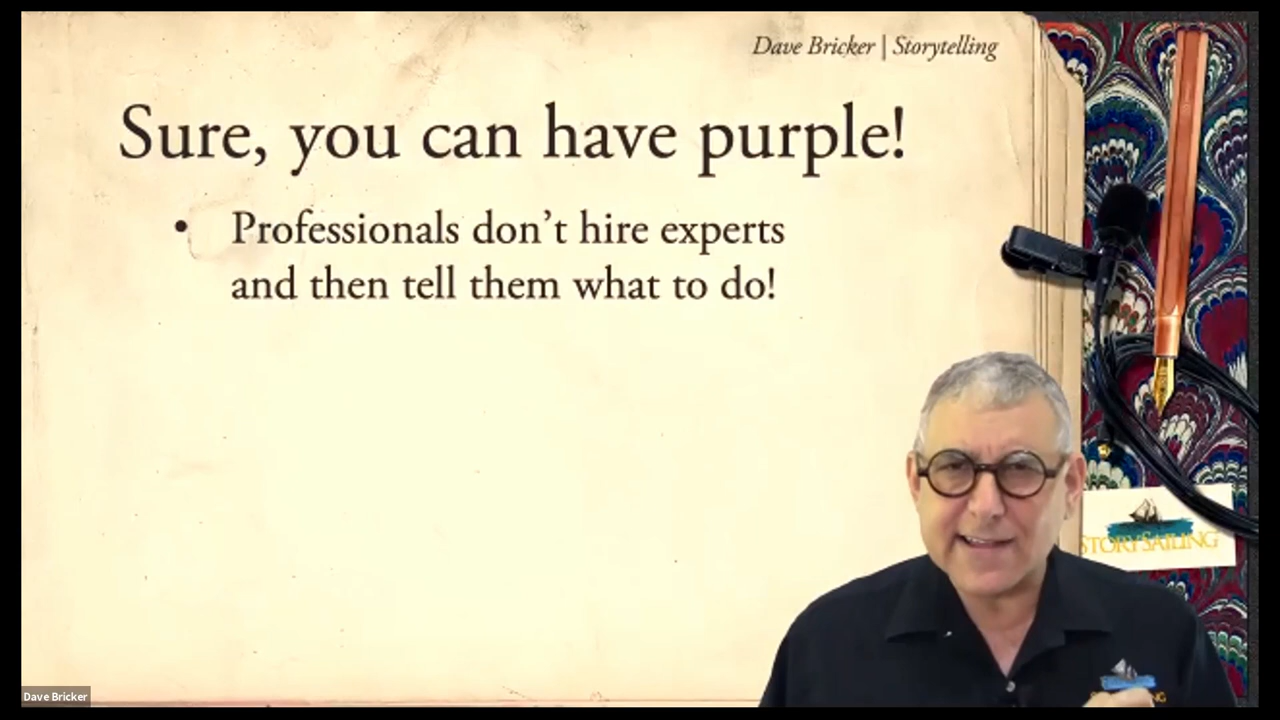 Dave Bricker | Storytelling
Sure, you can have purple!
• Professionals don’t hire experts
and then tell them what to do!
STORYSAILING
Dave Bricker